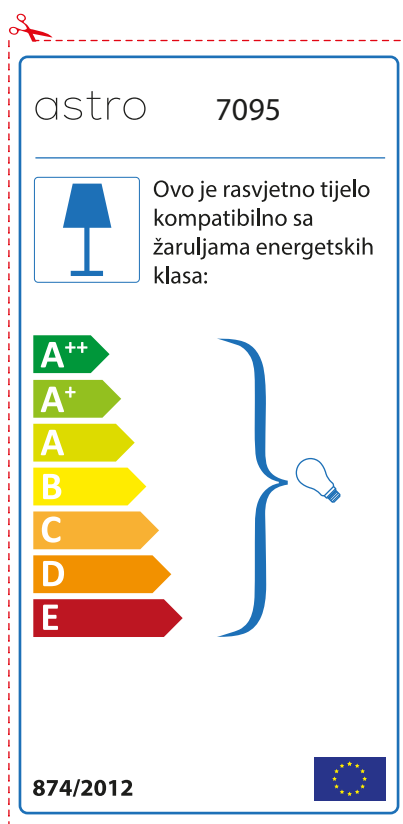 astro 7095
Ovo je rasvjetno tijelo
kompatibilno sa
žaruljama energetskih
klasa:
A++
A+
A
B
C
D
E
874/2012